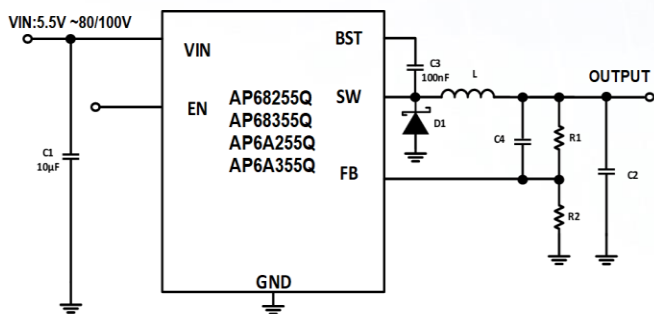 VIN:5.5V ~80/100V
VIN
BST
C3
100nF
L
OUTPUT
EN
AP68255Q
SW
AP68355Q
D1
C4
R1
AP6A255Q
C1
10µF
AP6A355Q
FB
C2
R2
GND